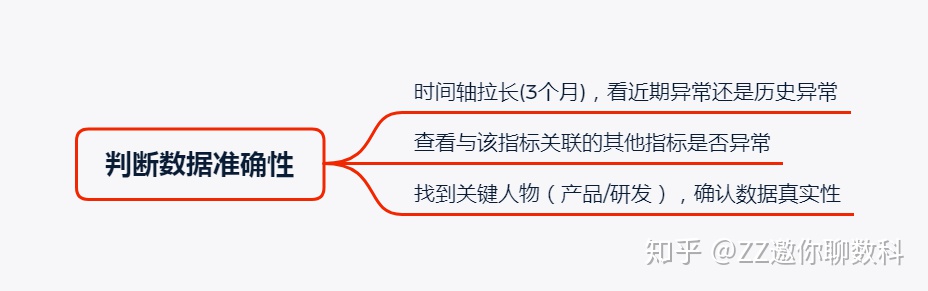 时间轴拉长(3个月)，看近期异常还是历史异常
判断数据准确性
查看与该指标关联的其他指标是否异常
找到关键人物（产品/研发），确认数据真实性
知乎 @ZZ邀你聊数科